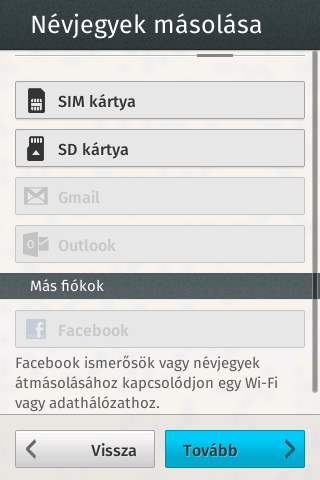 Névjegyek másolása
SIM kártya
SD kártya
Gmail
Outlook
Más fiókok
Facebook
Facebook ismerősök vagy névjegyek
átmásolásához kapcsolódjon egy Wi-Fi
vagy adathálózathoz.
Vissza
Tovább